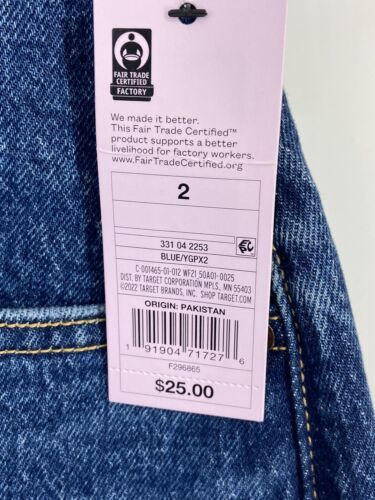 FAIR TRADE
CERTIFIED
FACTORY
We made it better.
This Fair Trade Certified™
product supports a better
livelihood for factory workers.
www.FairTradeCertified.org
2
331 04 2253
BLUE/YGPX2
C-001465-01-012 WF21 50A01-0025
DIST. BY TARGET CORPORATION MPLS, MN 55403
©2022 TARGET BRANDS, INC. SHOP TARGET.COM
ORIGIN: PAKISTAN
1 91904 71727 6
F296865
$25.00